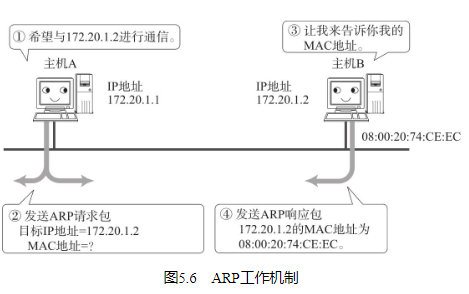 ① 希望与172.20.1.2进行通信。
主机A
IP地址
172.20.1.1
③ 让我来告诉你我的
MAC地址。
主机B
IP地址
172.20.1.2
08:00:20:74:CE:EC
② 发送ARP请求包
目标IP地址=172.20.1.2
MAC地址=?
④ 发送ARP响应包
172.20.1.2的MAC地址为
08:00:20:74:CE:EC。
图5.6 ARP工作机制